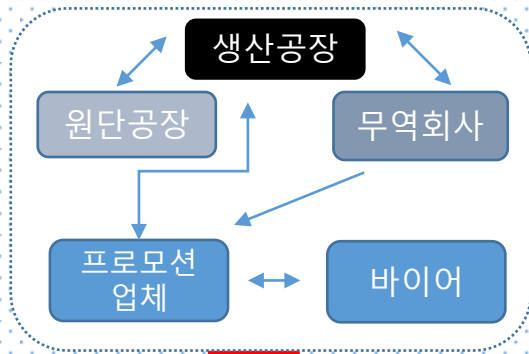 생산공장
원단공장
무역회사
프로모션
업체
바이어